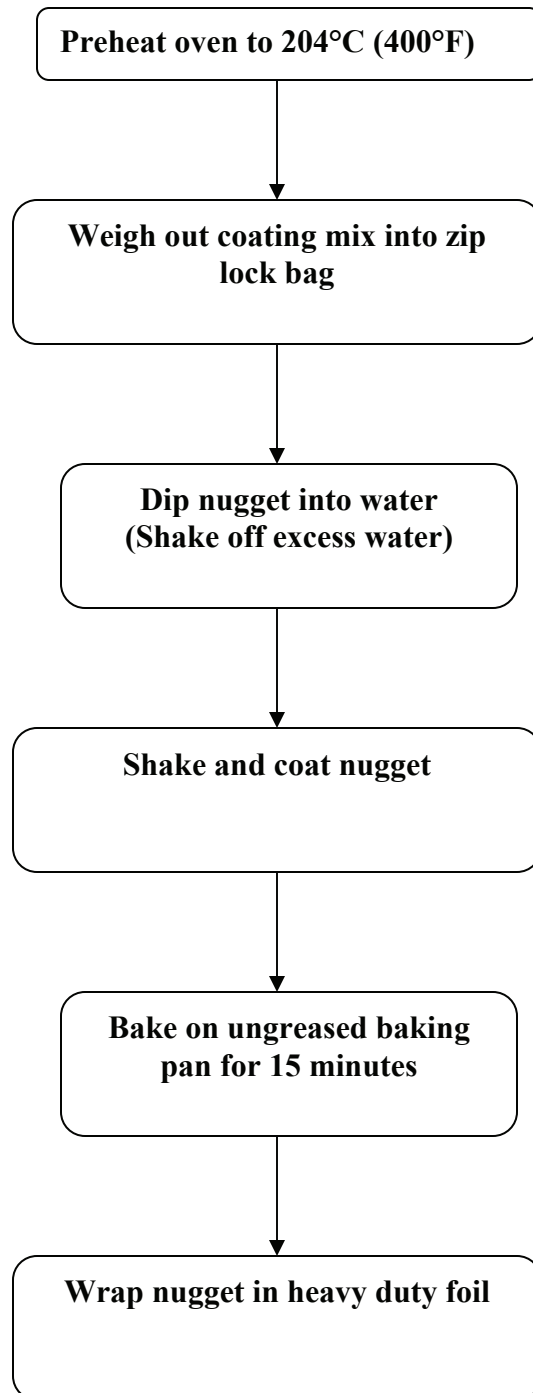 Preheat oven to 204°C (400°F)
Weigh out coating mix into zip
lock bag
Dip nugget into water
(Shake off excess water)
Shake and coat nugget
Bake on ungreased baking
pan for 15 minutes
Wrap nugget in heavy duty foil